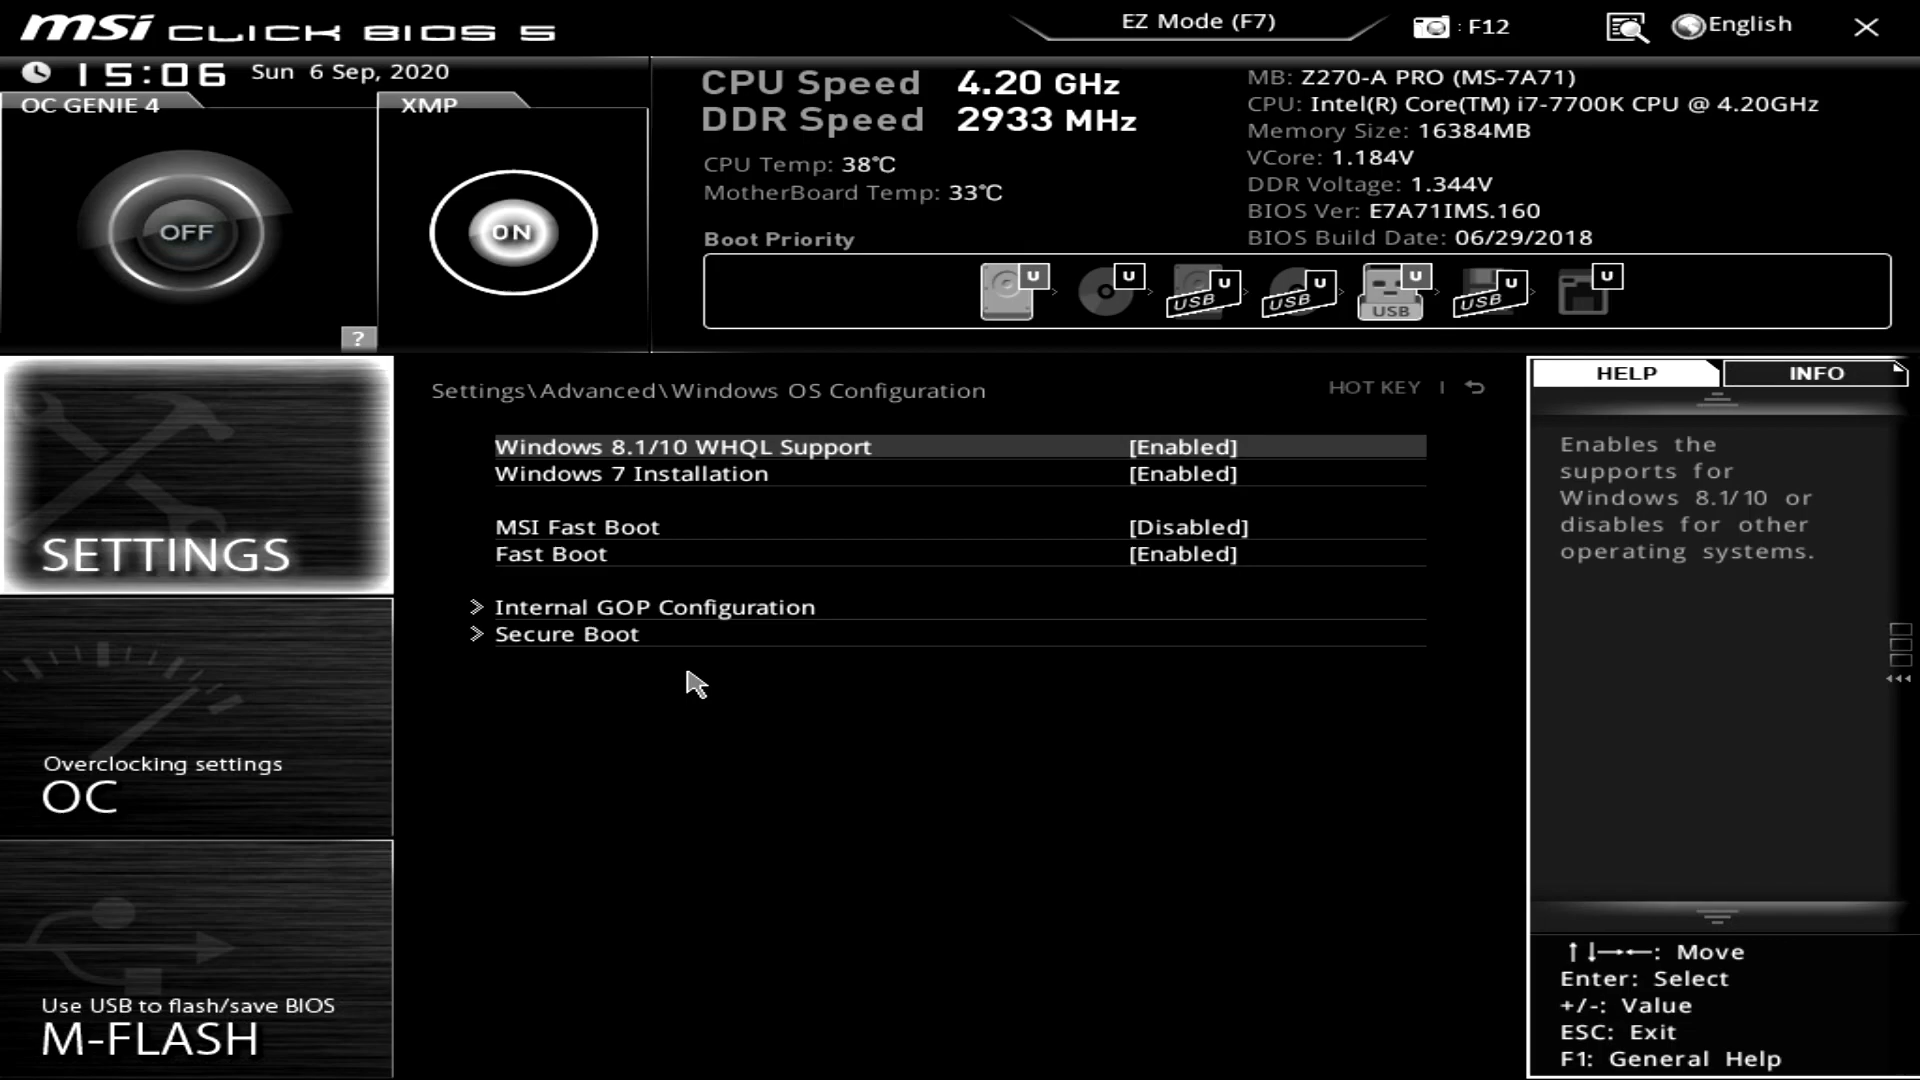 msi CLICK BIOS 5
EZ Mode (F7)
: F12
English
15:06 Sun 6 Sep, 2020
OC GENIE 4
XMP
OFF
ON
?
CPU Speed 4.20 GHz
DDR Speed 2933 MHz
CPU Temp: 38℃
MotherBoard Temp: 33℃
MB: Z270-A PRO (MS-7A71)
CPU: Intel(R) Core(TM) i7-7700K CPU @ 4.20GHz
Memory Size: 16384MB
VCore: 1.184V
DDR Voltage: 1.344V
BIOS Ver: E7A71IMS.160
BIOS Build Date: 06/29/2018
Boot Priority
U U USB U USB U USB U USB U U
SETTINGS
Overclocking settings
OC
Use USB to flash/save BIOS
M-FLASH
Settings\Advanced\Windows OS Configuration
HOT KEY |
Windows 8.1/10 WHQL Support [Enabled]
Windows 7 Installation [Enabled]
MSI Fast Boot [Disabled]
Fast Boot [Enabled]
> Internal GOP Configuration
> Secure Boot
HELP
INFO
Enables the
supports for
Windows 8.1/10 or
disables for other
operating systems.
↑↓→←: Move
Enter: Select
+/-: Value
ESC: Exit
F1: General Help